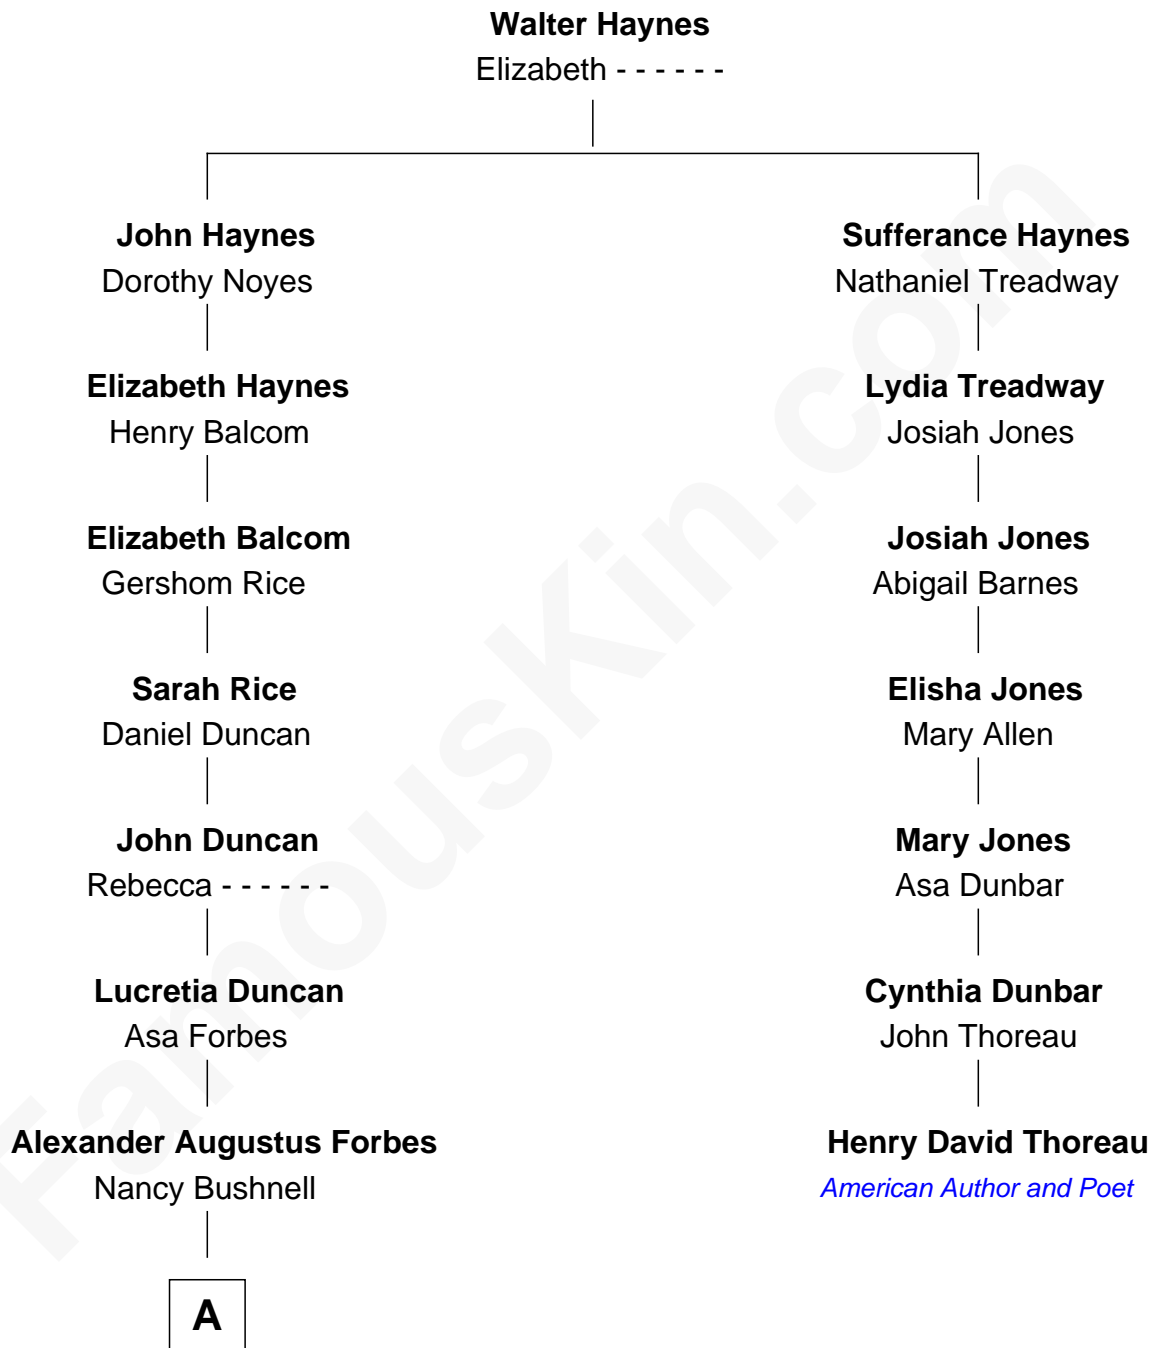 Walter Haynes
Elizabeth - - - - - -
John Haynes
Dorothy Noyes
Sufferance Haynes
Nathaniel Treadway
Elizabeth Haynes
Henry Balcom
Lydia Treadway
Josiah Jones
Elizabeth Balcom
Gershom Rice
Josiah Jones
Abigail Barnes
Sarah Rice
Daniel Duncan
Elisha Jones
Mary Allen
John Duncan
Rebecca - - - - - -
Mary Jones
Asa Dunbar
Lucretia Duncan
Asa Forbes
Cynthia Dunbar
John Thoreau
Alexander Augustus Forbes
Nancy Bushnell
Henry David Thoreau
American Author and Poet
A
FamousKin.com